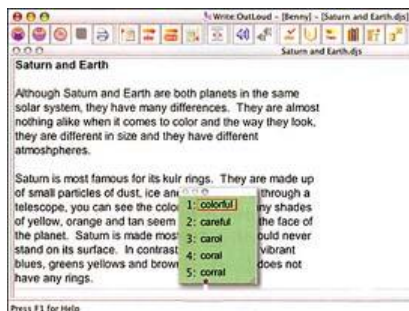 Write:OutLoud - [Benny] - [Saturn and Earth.djs]
Saturn and Earth.djs
Saturn and Earth
Although Saturn and Earth are both planets in the same
solar system, they have many differences. They are almost
nothing alike when it comes to color and the way they look,
they are different in size and they have different
atmoshpheres.
Saturn is most famous for its kulr rings. They are made up
of small particles of dust, ice an through a
telescope, you can see the color ny shades
of yellow, orange and tan seem the face of
the planet. Saturn is made mos ould never
stand on its surface. In contras vibrant
blues, greens yellows and brown does not
have any rings.
1: colorful
2: careful
3: carol
4: coral
5: corral
Press F1 for Help